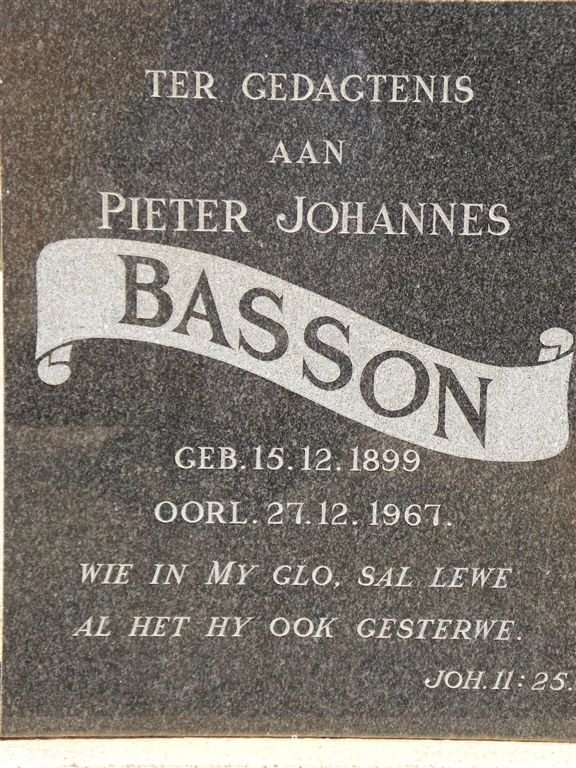 TER GEDAGTENIS
AAN
PIETER JOHANNES
BASSON
GEB. 15. 12. 1899
OORL. 27. 12. 1967.
WIE IN MY GLO, SAL LEWE
AL HET HY OOK GESTERWE.
JOH. 11: 25.